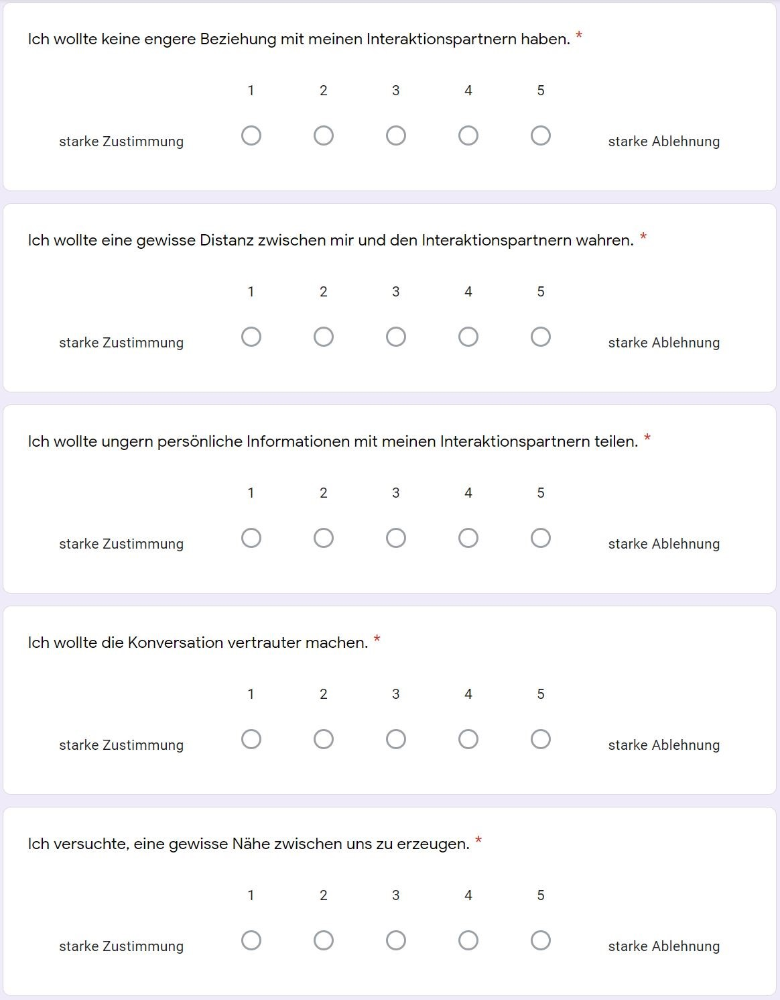 Ich wollte keine engere Beziehung mit meinen Interaktionspartnern haben. *
1 2 3 4 5
starke Zustimmung starke Ablehnung
Ich wollte eine gewisse Distanz zwischen mir und den Interaktionspartnern wahren. *
1 2 3 4 5
starke Zustimmung starke Ablehnung
Ich wollte ungern persönliche Informationen mit meinen Interaktionspartnern teilen. *
1 2 3 4 5
starke Zustimmung starke Ablehnung
Ich wollte die Konversation vertrauter machen. *
1 2 3 4 5
starke Zustimmung starke Ablehnung
Ich versuchte, eine gewisse Nähe zwischen uns zu erzeugen. *
1 2 3 4 5
starke Zustimmung starke Ablehnung